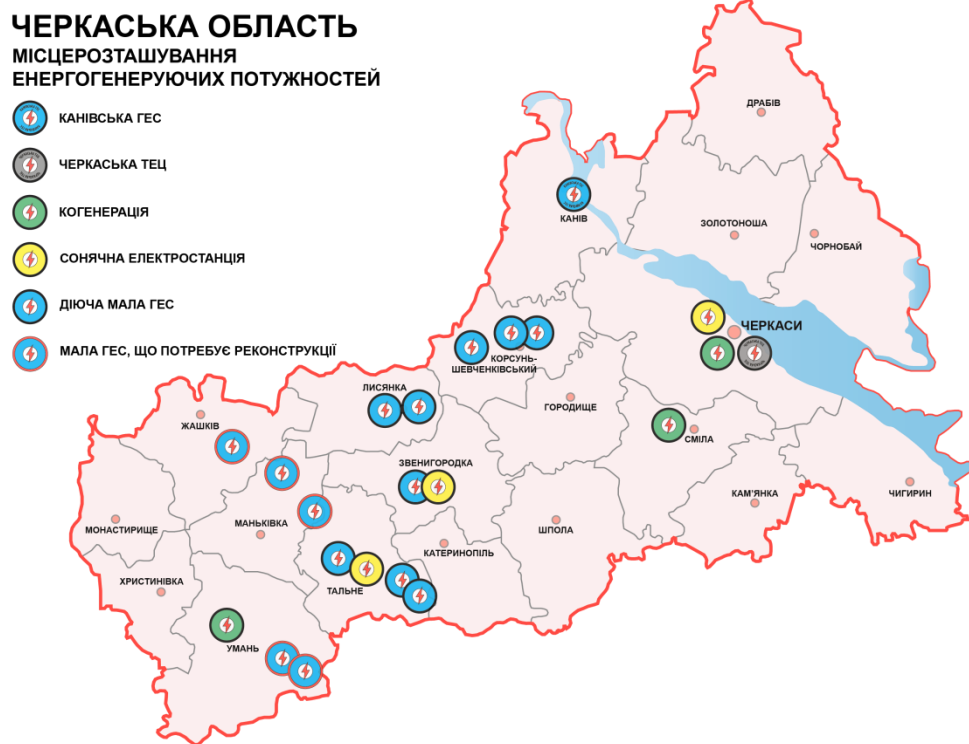 ЧЕРКАСЬКА ОБЛАСТЬ
МІСЦЕРОЗТАШУВАННЯ
ЕНЕРГОГЕНЕРУЮЧИХ ПОТУЖНОСТЕЙ
КАНІВСЬКА ГЕС
ЧЕРКАСЬКА ТЕЦ
КОГЕНЕРАЦІЯ
СОНЯЧНА ЕЛЕКТРОСТАНЦІЯ
ДІЮЧА МАЛА ГЕС
МАЛА ГЕС, ЩО ПОТРЕБУЄ РЕКОНСТРУКЦІЇ
ДРАБІВ
КАНІВ
ЗОЛОТОНОША
ЧОРНОБАЙ
ЧЕРКАСИ
КОРСУНЬ-
ШЕВЧЕНКІВСЬКИЙ
ЛИСЯНКА
ГОРОДИЩЕ
ЖАШКІВ
СМІЛА
ЗВЕНИГОРОДКА
ЧИГИРИН
КАМ'ЯНКА
МОНАСТИРИЩЕ
МАНЬКІВКА
ШПОЛА
КАТЕРИНОПІЛЬ
ХРИСТИНІВКА
ТАЛЬНЕ
УМАНЬ